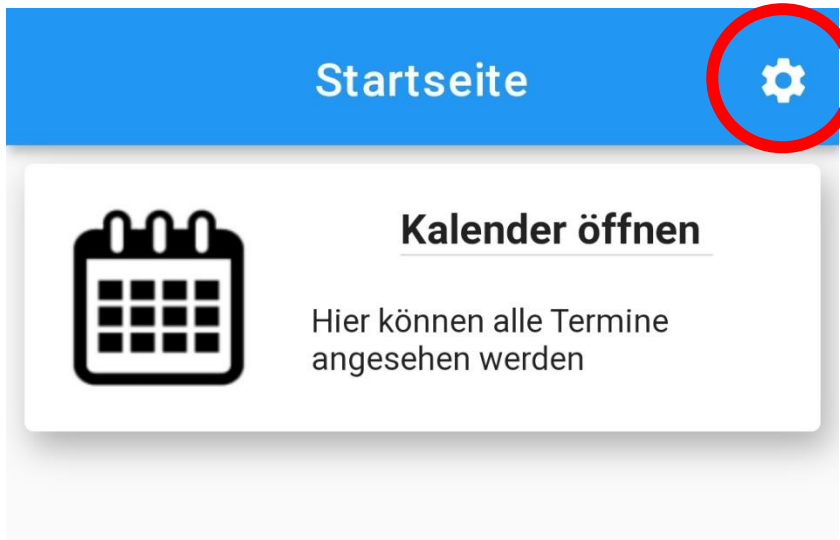 Startseite
Kalender öffnen
Hier können alle Termine
angesehen werden